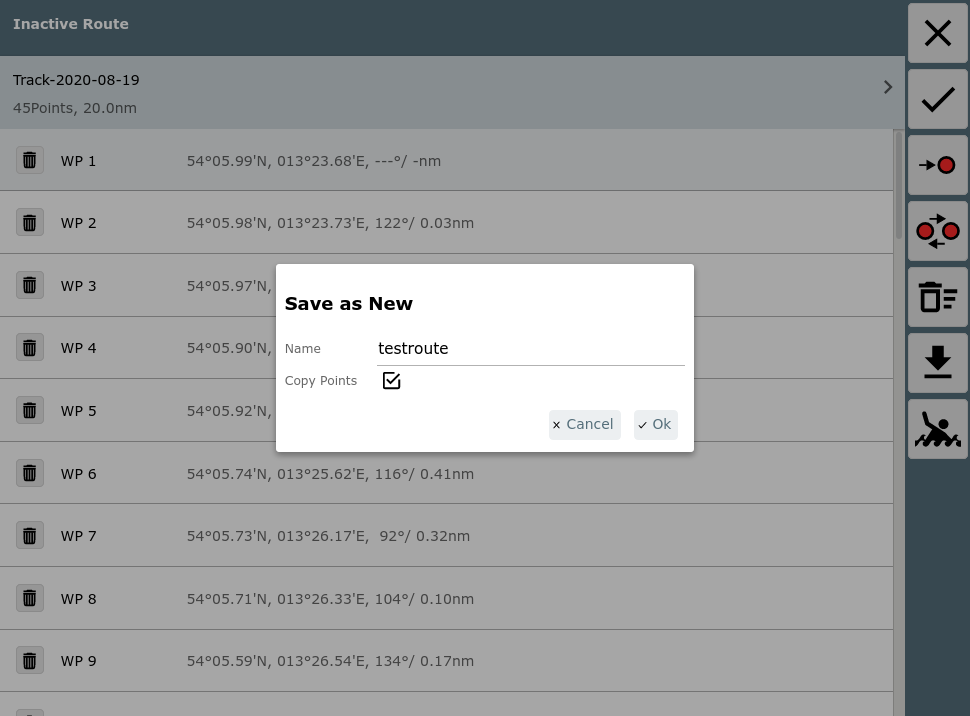 Inactive Route
Track-2020-08-19
45Points, 20.0nm
WP 1 54°05.99'N, 013°23.68'E, ---°/ -nm
WP 2 54°05.98'N, 013°23.73'E, 122°/ 0.03nm
WP 3 54°05.97'N,
WP 4 54°05.90'N,
WP 5 54°05.92'N,
WP 6 54°05.74'N, 013°25.62'E, 116°/ 0.41nm
WP 7 54°05.73'N, 013°26.17'E,  92°/ 0.32nm
WP 8 54°05.71'N, 013°26.33'E, 104°/ 0.10nm
WP 9 54°05.59'N, 013°26.54'E, 134°/ 0.17nm
Save as New
Name testroute
Copy Points
Cancel Ok